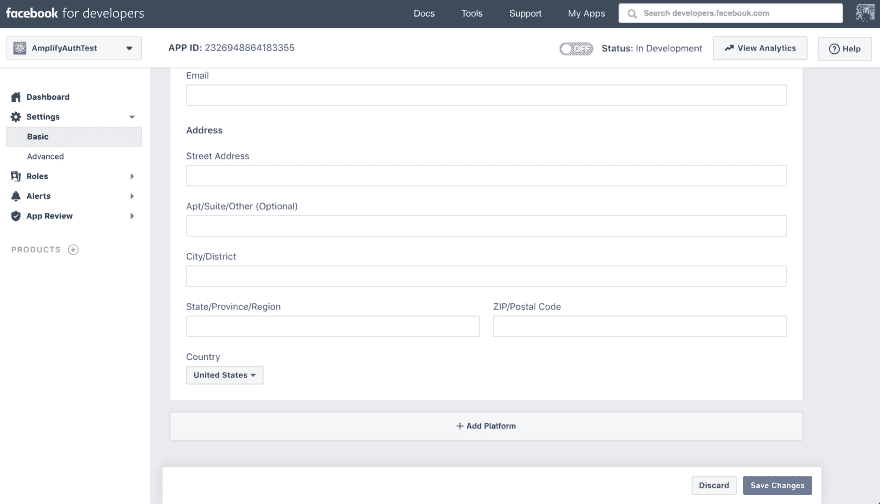 facebook for developers
Docs
Tools
Support
My Apps
Search developers.facebook.com
AmplifyAuthTest
APP ID: 2326948864183355
OFF
Status: In Development
View Analytics
Help
Dashboard
Settings
Basic
Advanced
Roles
Alerts
App Review
PRODUCTS
Email
Address
Street Address
Apt/Suite/Other (Optional)
City/District
State/Province/Region
ZIP/Postal Code
Country
United States
+ Add Platform
Discard
Save Changes